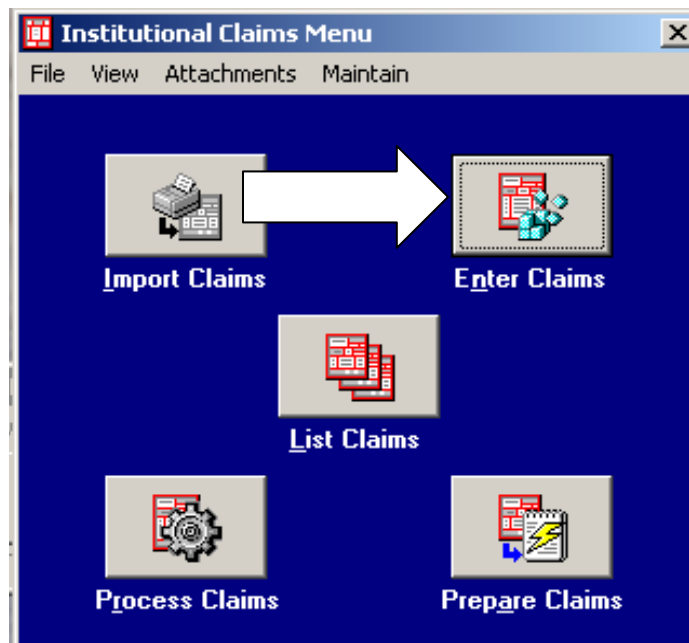 Institutional Claims Menu
File View Attachments Maintain
Import Claims Enter Claims
List Claims
Process Claims Prepare Claims